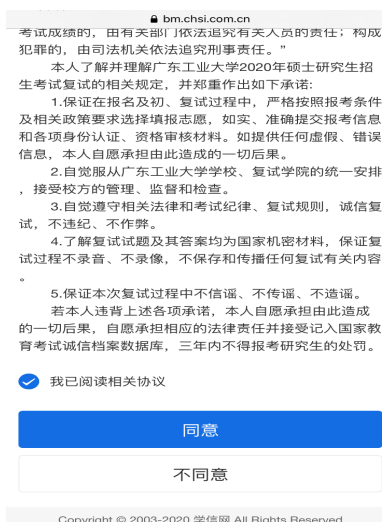 bm.chsi.com.cn
考试成绩的，由有关部门依法追究有关人员的责任；构成
犯罪的，由司法机关依法追究刑事责任。”
本人了解并理解广东工业大学2020年硕士研究生招
生考试复试的相关规定，并郑重作出如下承诺：
1.保证在报名及初、复试过程中，严格按照报考条件
及相关政策要求选择填报志愿，如实、准确提交报考信息
和各项身份认证、资格审核材料。如提供任何虚假、错误
信息，本人自愿承担由此造成的一切后果。
2.自觉服从广东工业大学学校、复试学院的统一安排
，接受校方的管理、监督和检查。
3.自觉遵守相关法律和考试纪律、复试规则，诚信复
试，不违纪、不作弊。
4.了解复试试题及其答案均为国家机密材料，保证复
试过程不录音、不录像，不保存和传播任何复试有关内容
。
5.保证本次复试过程中不信谣、不传谣、不造谣。
若本人违背上述各项承诺，本人自愿承担由此造成
的一切后果，自愿承担相应的法律责任并接受记入国家教
育考试诚信档案数据库，三年内不得报考研究生的处罚。
我已阅读相关协议
同意
不同意
Copyright © 2003-2020 学信网 All Rights Reserved